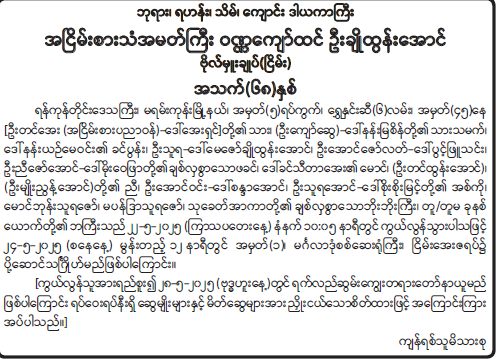 ဘုရား၊ ရဟန်း၊ သိမ်၊ ကျောင်း ဒါယကာကြီး
အငြိမ်းစားသံအမတ်ကြီး ဝဏ္ဏကျော်ထင် ဦးချိုထွန်းအောင်
ဗိုလ်မှူးချုပ်(ငြိမ်း)
အသက်(၆၈)နှစ်
ရန်ကုန်တိုင်းဒေသကြီး၊ မရမ်းကုန်းမြို့နယ်၊ အမှတ်(၅)ရပ်ကွက်၊ ရွှေနှင်းဆီ(၆)လမ်း၊ အမှတ်(၄၅)နေ
[ဦးတင်အေး (အငြိမ်းစားပညာဝန်)-ဒေါ်အေးရှင်]တို့၏သား၊ (ဦးကျော်ဆွေ)-ဒေါ်နန်းမြစိန်တို့၏သားသမက်၊
ဒေါ်နန်းယဉ်မေဝင်း၏ ခင်ပွန်း၊ ဦးသူရ-ဒေါ်မေဇော်ချိုထွန်းအောင်၊ ဦးအောင်ဇော်လတ်-ဒေါ်ပွင့်ဖြူသင်း၊
ဦးညီဇော်အောင်-ဒေါ်မိုးဝေဖြာတို့၏ချစ်လှစွာသောဖခင်၊ ဒေါ်ခင်သီတာအေး၏ မောင်၊ (ဦးတင်ထွန်းအောင်)၊
(ဦးမျိုးညွန့်အောင်)တို့၏ ညီ၊ ဦးအောင်ဝင်း-ဒေါ်စန္ဒာအောင်၊ ဦးသူရအောင်-ဒေါ်စိုးစိုးမြင့်တို့၏ အစ်ကို၊
မောင်ဘုန်းသူရဇော်၊ မပန်ဒြာသူရဇော်၊ သုခေတ်အာကာတို့၏ ချစ်လှစွာသောဘိုးဘိုးကြီး၊ တူ/တူမ ခုနစ်
ယောက်တို့၏ ဘကြီးသည် ၂၂-၅-၂၀၂၅ (ကြာသပတေးနေ့) နံနက် ၁၀:၀၅ နာရီတွင် ကွယ်လွန်သွားပါသဖြင့်
၂၄-၅-၂၀၂၅ (စနေနေ့) မွန်းတည့် ၁၂ နာရီတွင် အမှတ်(၁)၊ မင်္ဂလာဒုံစစ်ဆေးရုံကြီး၊ ငြိမ်းအေးဇရပ်၌
ပို့ဆောင်သင်္ဂြိုဟ်မည်ဖြစ်ပါကြောင်း။
[ကွယ်လွန်သူအားရည်စူး၍ ၂၈-၅-၂၀၂၅ (ဗုဒ္ဓဟူးနေ့)တွင် ရက်လည်ဆွမ်းကျွေးတရားတော်နာယူမည်
ဖြစ်ပါကြောင်း ရပ်ဝေးရပ်နီးရှိ ဆွေမျိုးများနှင့် မိတ်ဆွေများအား ညှိုးငယ်သောစိတ်ထားဖြင့် အကြောင်းကြား
အပ်ပါသည်။]
ကျန်ရစ်သူမိသားစု